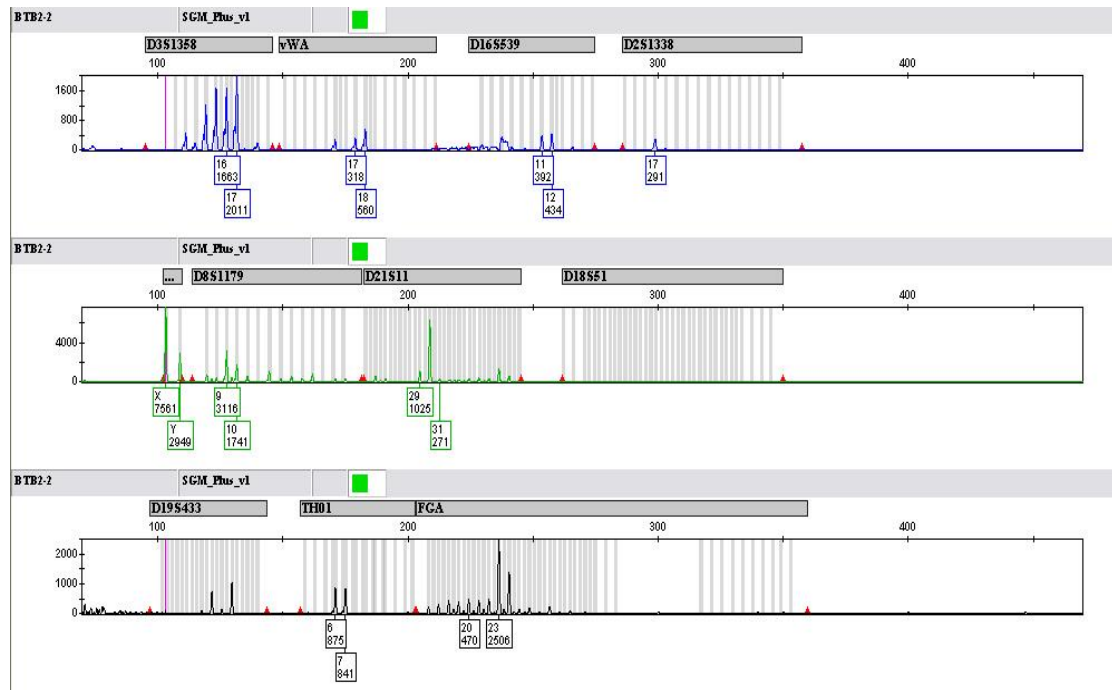 BTB2-2 SGM_Plus_v1
D3S1358 vWA D16S539 D2S1338
100 200 300 400
1600
800
0
16 17 11 17
1663 318 392 291
17 18 12
2011 560 434
BTB2-2 SGM_Plus_v1
... D8S1179 D21S11 D18S51
100 200 300 400
4000
0
X 9 29
7561 3116 1025
Y 10 31
2949 1741 271
BTB2-2 SGM_Plus_v1
D19S433 TH01 FGA
100 200 300 400
2000
1000
0
6 20 23
875 470 2506
7
841